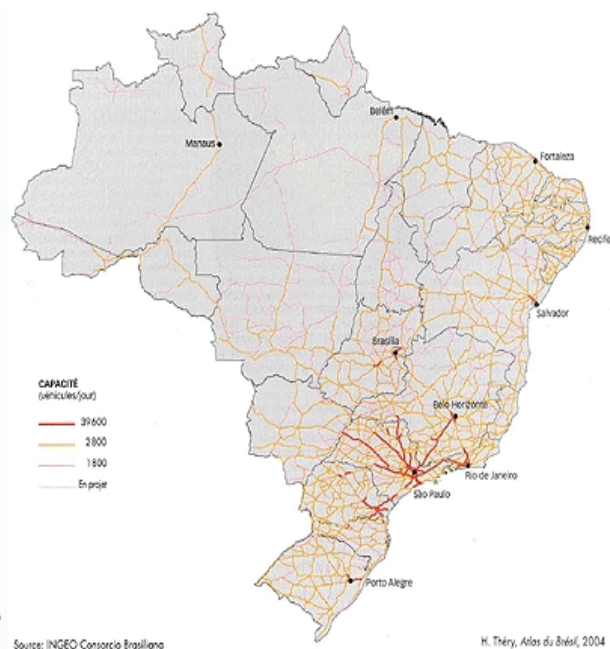 Belém
Manaus
Fortaleza
Recife
Salvador
Brasília
CAPACITÉ
(véhicules/jour)
39600
2800
1800
En projet
Belo Horizonte
Rio de Janeiro
São Paulo
Porto Alegre
Source: INGEO Consorcio Brasiliana
H. Théry, Atlas du Brésil, 2004